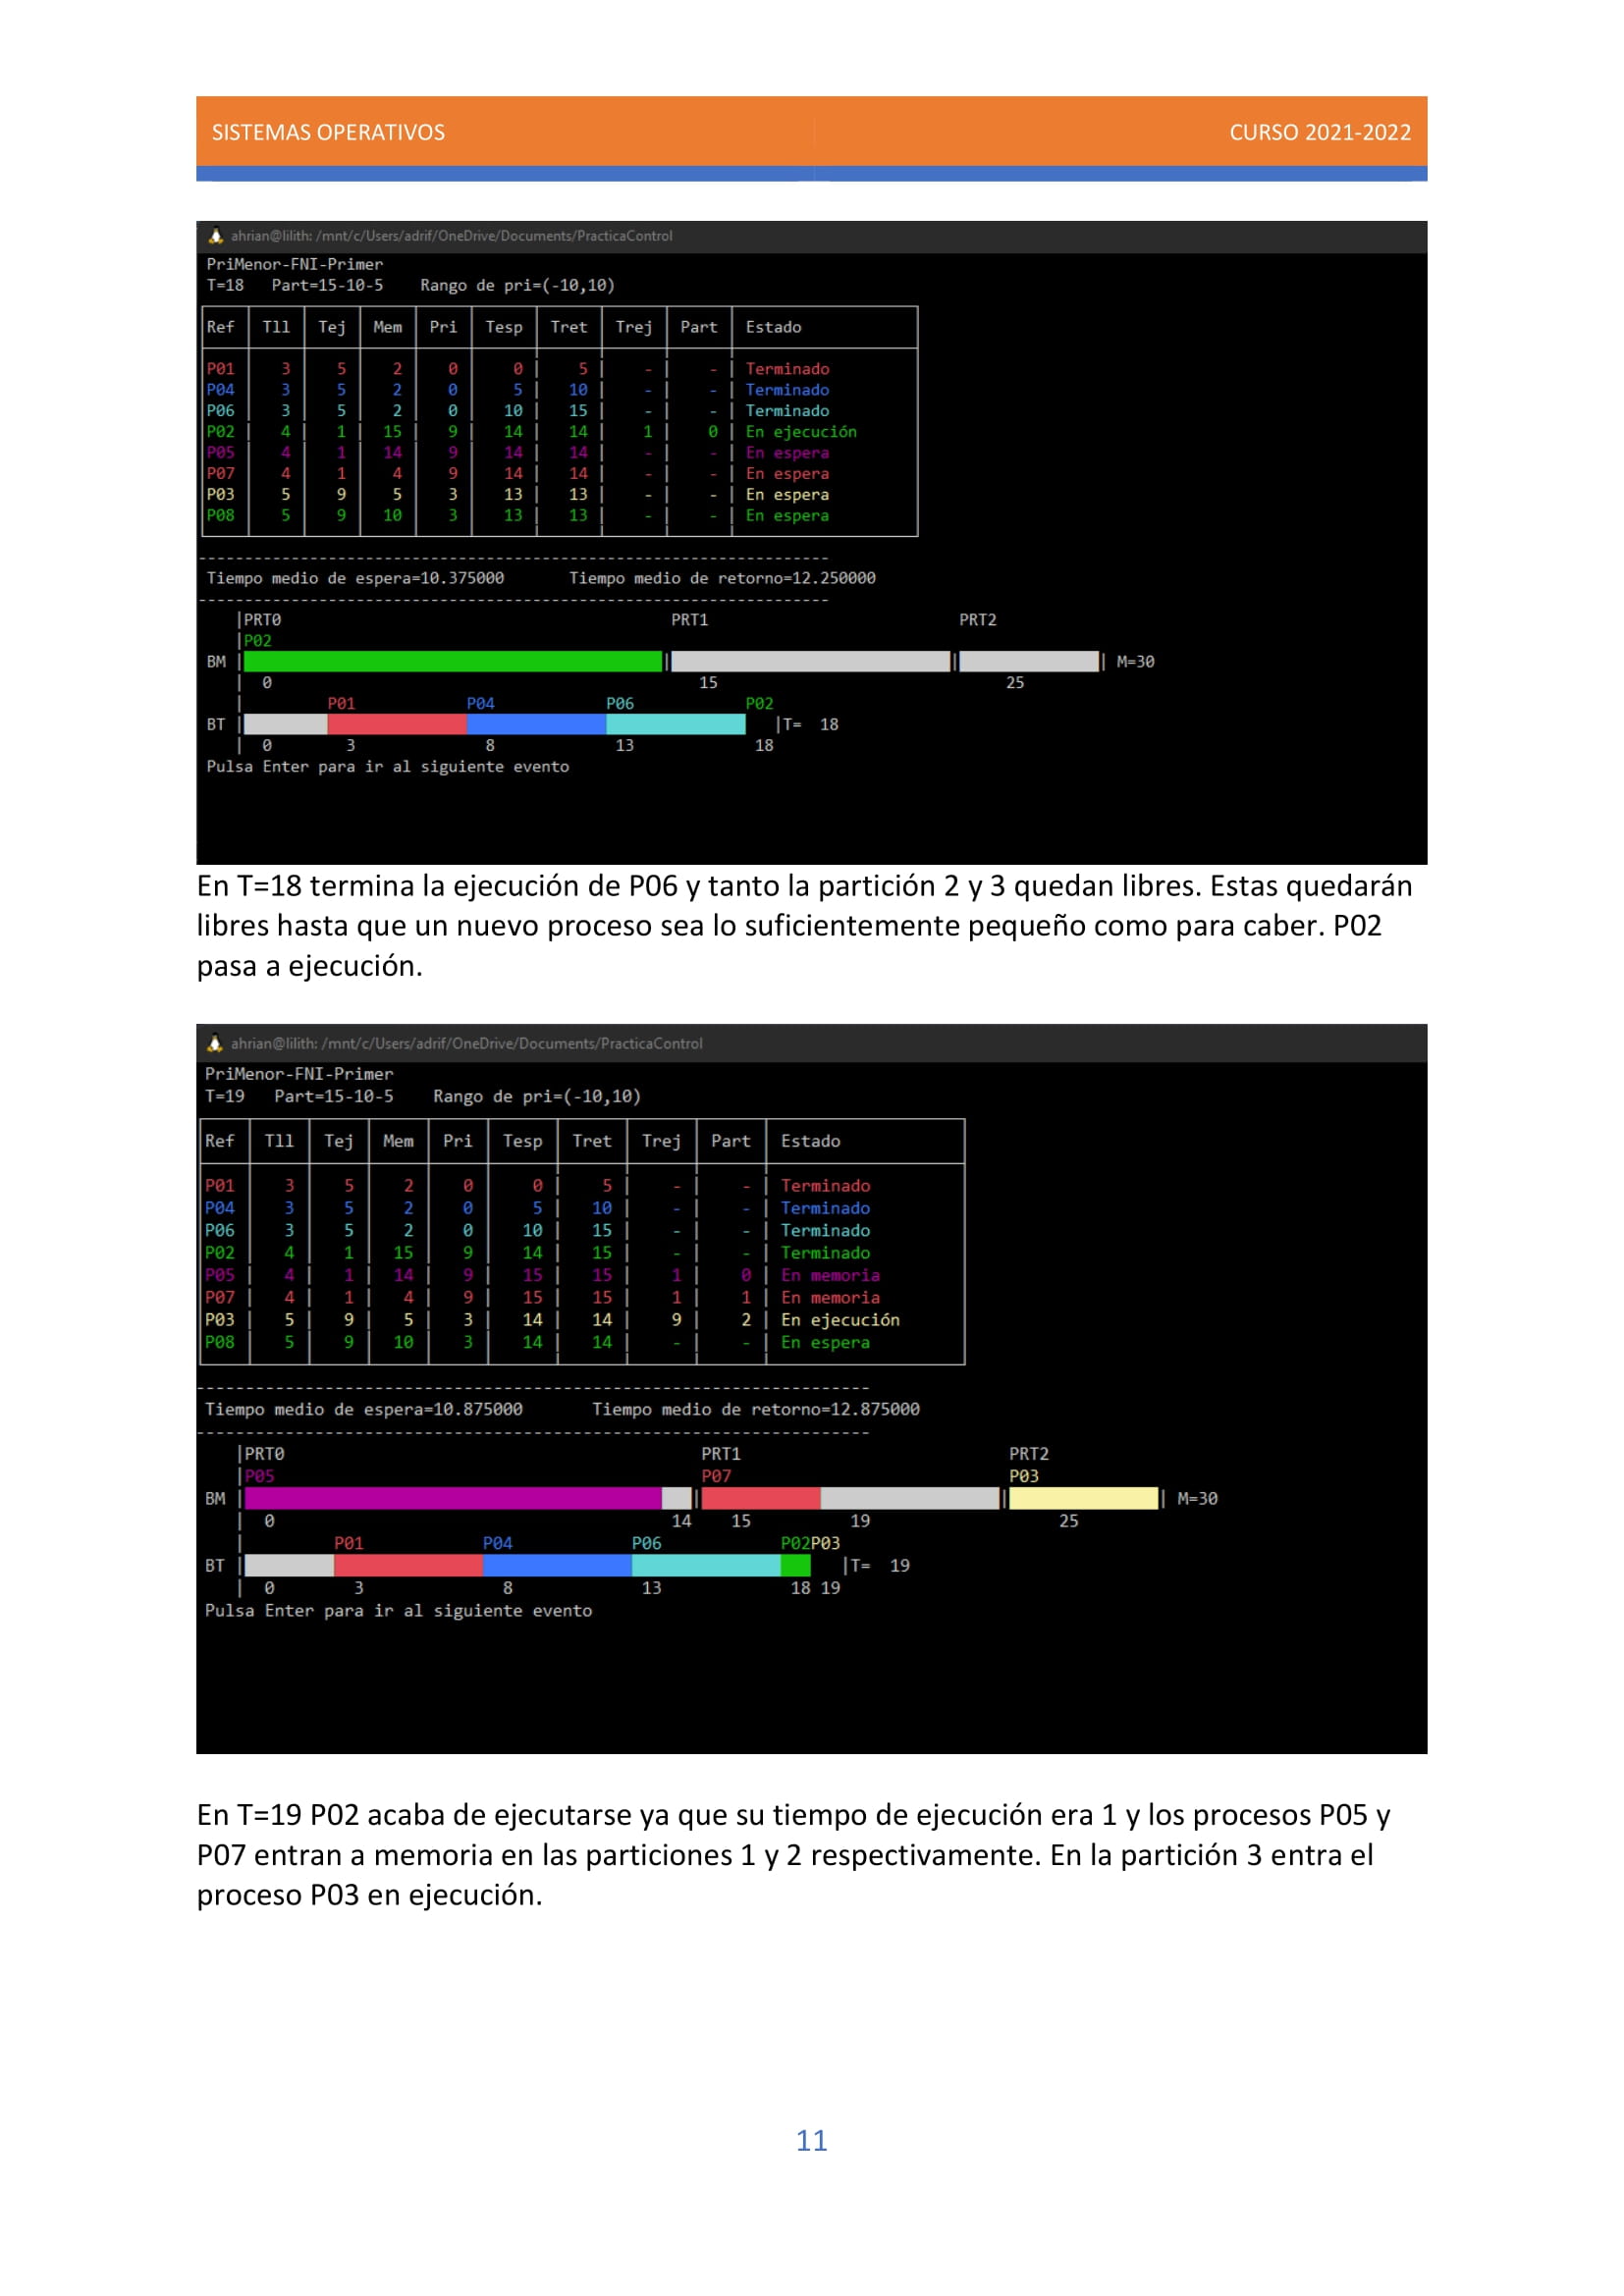 SISTEMAS OPERATIVOS CURSO 2021-2022
ahrian@lilith: /mnt/c/Users/adrif/OneDrive/Documents/PracticaControl
PriMenor-FNI-Primer
T=18 Part=15-10-5 Rango de pri=(-10,10)
Ref Tll Tej Mem Pri Tesp Tret Trej Part Estado
P01 3 5 2 0 0 5 - - Terminado
P04 3 5 2 0 5 10 - - Terminado
P06 3 5 2 0 10 15 - - Terminado
P02 4 1 15 9 14 14 1 0 En ejecución
P05 4 1 14 9 14 14 - - En espera
P07 4 1 4 9 14 14 - - En espera
P03 5 9 5 3 13 13 - - En espera
P08 5 9 10 3 13 13 - - En espera
Tiempo medio de espera=10.375000 Tiempo medio de retorno=12.250000
|PRT0 PRT1 PRT2
|P02
BM | | | | M=30
| 0 15 25
| P01 P04 P06 P02
BT | |T= 18
| 0 3 8 13 18
Pulsa Enter para ir al siguiente evento
En T=18 termina la ejecución de P06 y tanto la partición 2 y 3 quedan libres. Estas quedarán
libres hasta que un nuevo proceso sea lo suficientemente pequeño como para caber. P02
pasa a ejecución.
ahrian@lilith: /mnt/c/Users/adrif/OneDrive/Documents/PracticaControl
PriMenor-FNI-Primer
T=19 Part=15-10-5 Rango de pri=(-10,10)
Ref Tll Tej Mem Pri Tesp Tret Trej Part Estado
P01 3 5 2 0 0 5 - - Terminado
P04 3 5 2 0 5 10 - - Terminado
P06 3 5 2 0 10 15 - - Terminado
P02 4 1 15 9 14 15 - - Terminado
P05 4 1 14 9 15 15 1 0 En memoria
P07 4 1 4 9 15 15 1 1 En memoria
P03 5 9 5 3 14 14 9 2 En ejecución
P08 5 9 10 3 14 14 - - En espera
Tiempo medio de espera=10.875000 Tiempo medio de retorno=12.875000
|PRT0 PRT1 PRT2
|P05 P07 P03
BM | | | | M=30
| 0 14 15 19 25
| P01 P04 P06 P02P03
BT | |T= 19
| 0 3 8 13 18 19
Pulsa Enter para ir al siguiente evento
En T=19 P02 acaba de ejecutarse ya que su tiempo de ejecución era 1 y los procesos P05 y
P07 entran a memoria en las particiones 1 y 2 respectivamente. En la partición 3 entra el
proceso P03 en ejecución.
11